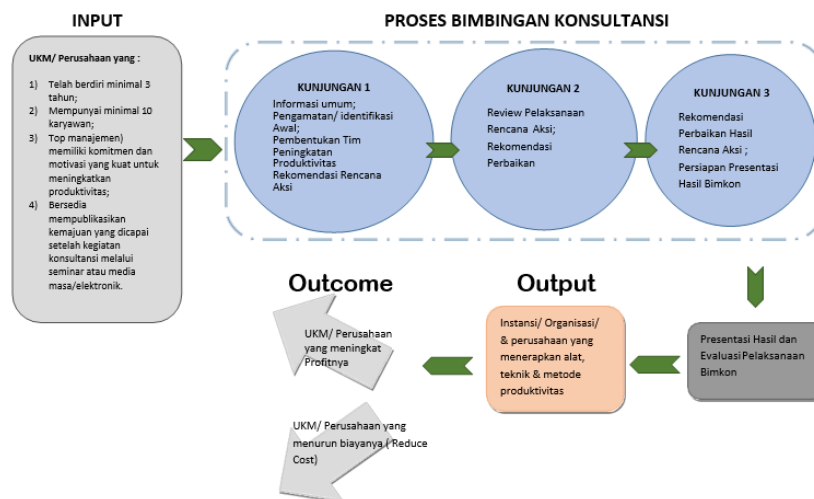 INPUT
PROSES BIMBINGAN KONSULTANSI
UKM/ Perusahaan yang :
1) Telah berdiri minimal 3
tahun;
2) Mempunyai minimal 10
karyawan;
3) Top manajemen)
memiliki komitmen dan
motivasi yang kuat untuk
meningkatkan
produktivitas;
4) Bersedia
mempublikasikan
kemajuan yang dicapai
setelah kegiatan
konsultansi melalui
seminar atau media
masa/elektronik.
KUNJUNGAN 1
Informasi umum;
Pengamatan/ identifikasi
Awal;
Pembentukan Tim
Peningkatan
Produktivitas
Rekomendasi Rencana
Aksi
KUNJUNGAN 2
Review Pelaksanaan
Rencana Aksi;
Rekomendasi
Perbaikan
KUNJUNGAN 3
Rekomendasi
Perbaikan Hasil
Rencana Aksi ;
Persiapan Presentasi
Hasil Bimkon
Outcome
Output
UKM/ Perusahaan
yang meningkat
Profitnya
Instansi/ Organisasi/
& perusahaan yang
menerapkan alat,
teknik & metode
produktivitas
Presentasi Hasil dan
Evaluasi Pelaksanaan
Bimkon
UKM/ Perusahaan yang
menurun biayanya ( Reduce
Cost)